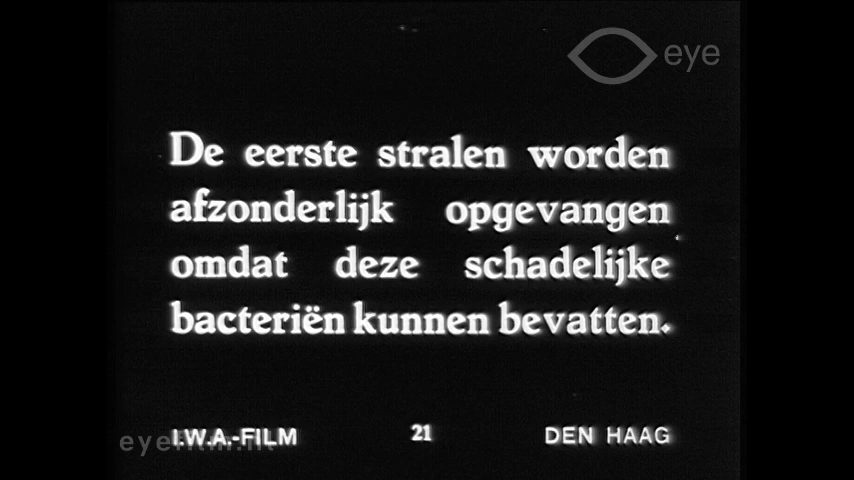 eye
De eerste stralen worden
afzonderlijk opgevangen
omdat deze schadelijke
bacteriën kunnen bevatten.
I.W.A.-FILM 21 DEN HAAG
eyefilm.nl